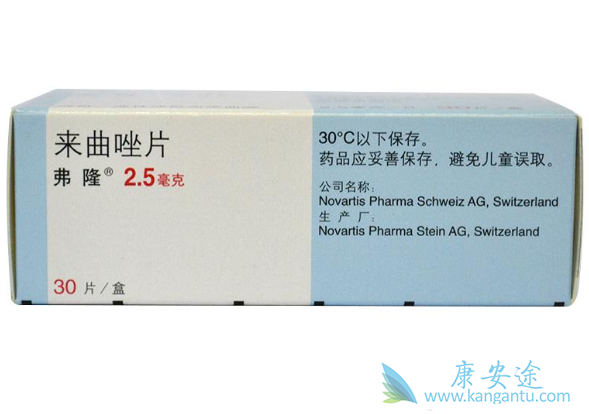 来曲唑片
弗隆® 2.5毫克
30 片/盒
30°C以下保存。
药品应妥善保存，避免儿童误取。
公司名称：
Novartis Pharma Schweiz AG, Switzerland
生 产 厂：
Novartis Pharma Stein AG, Switzerland
康安途
www.kangantu.com